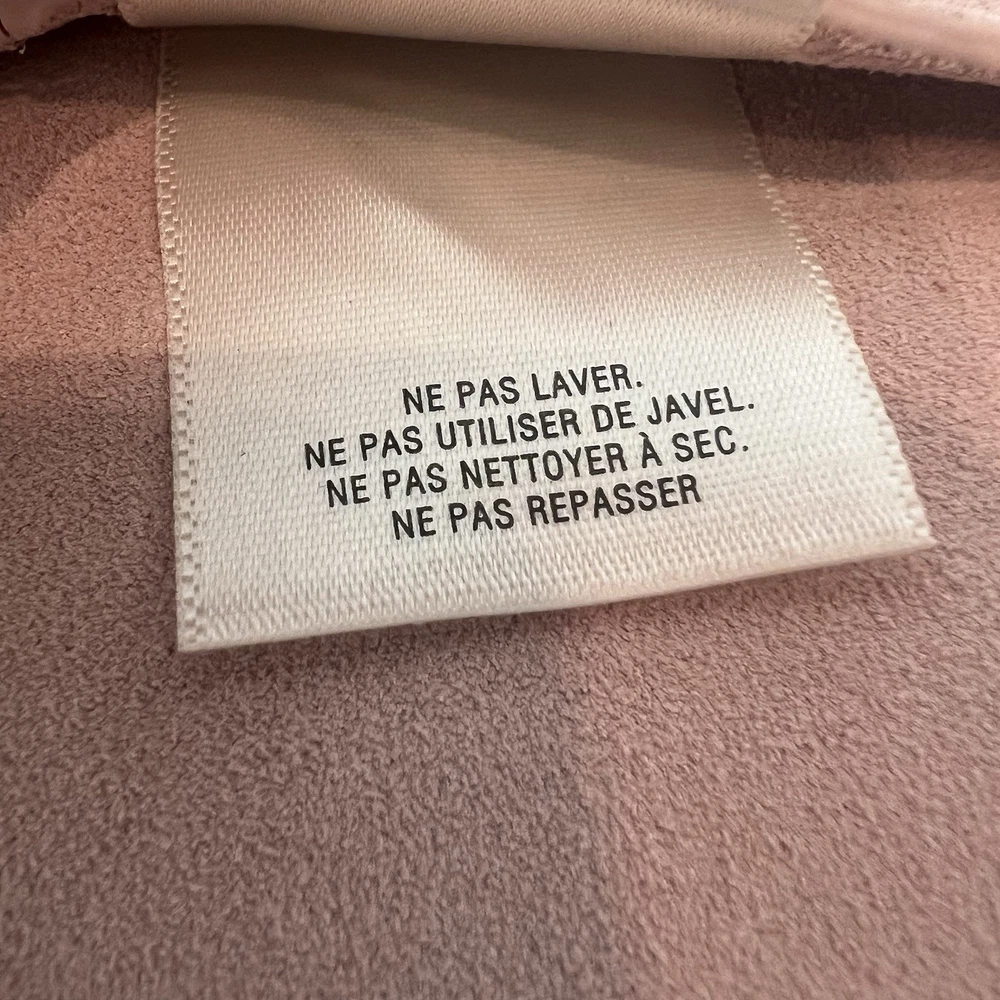 NE PAS LAVER.
NE PAS UTILISER DE JAVEL.
NE PAS NETTOYER À SEC.
NE PAS REPASSER